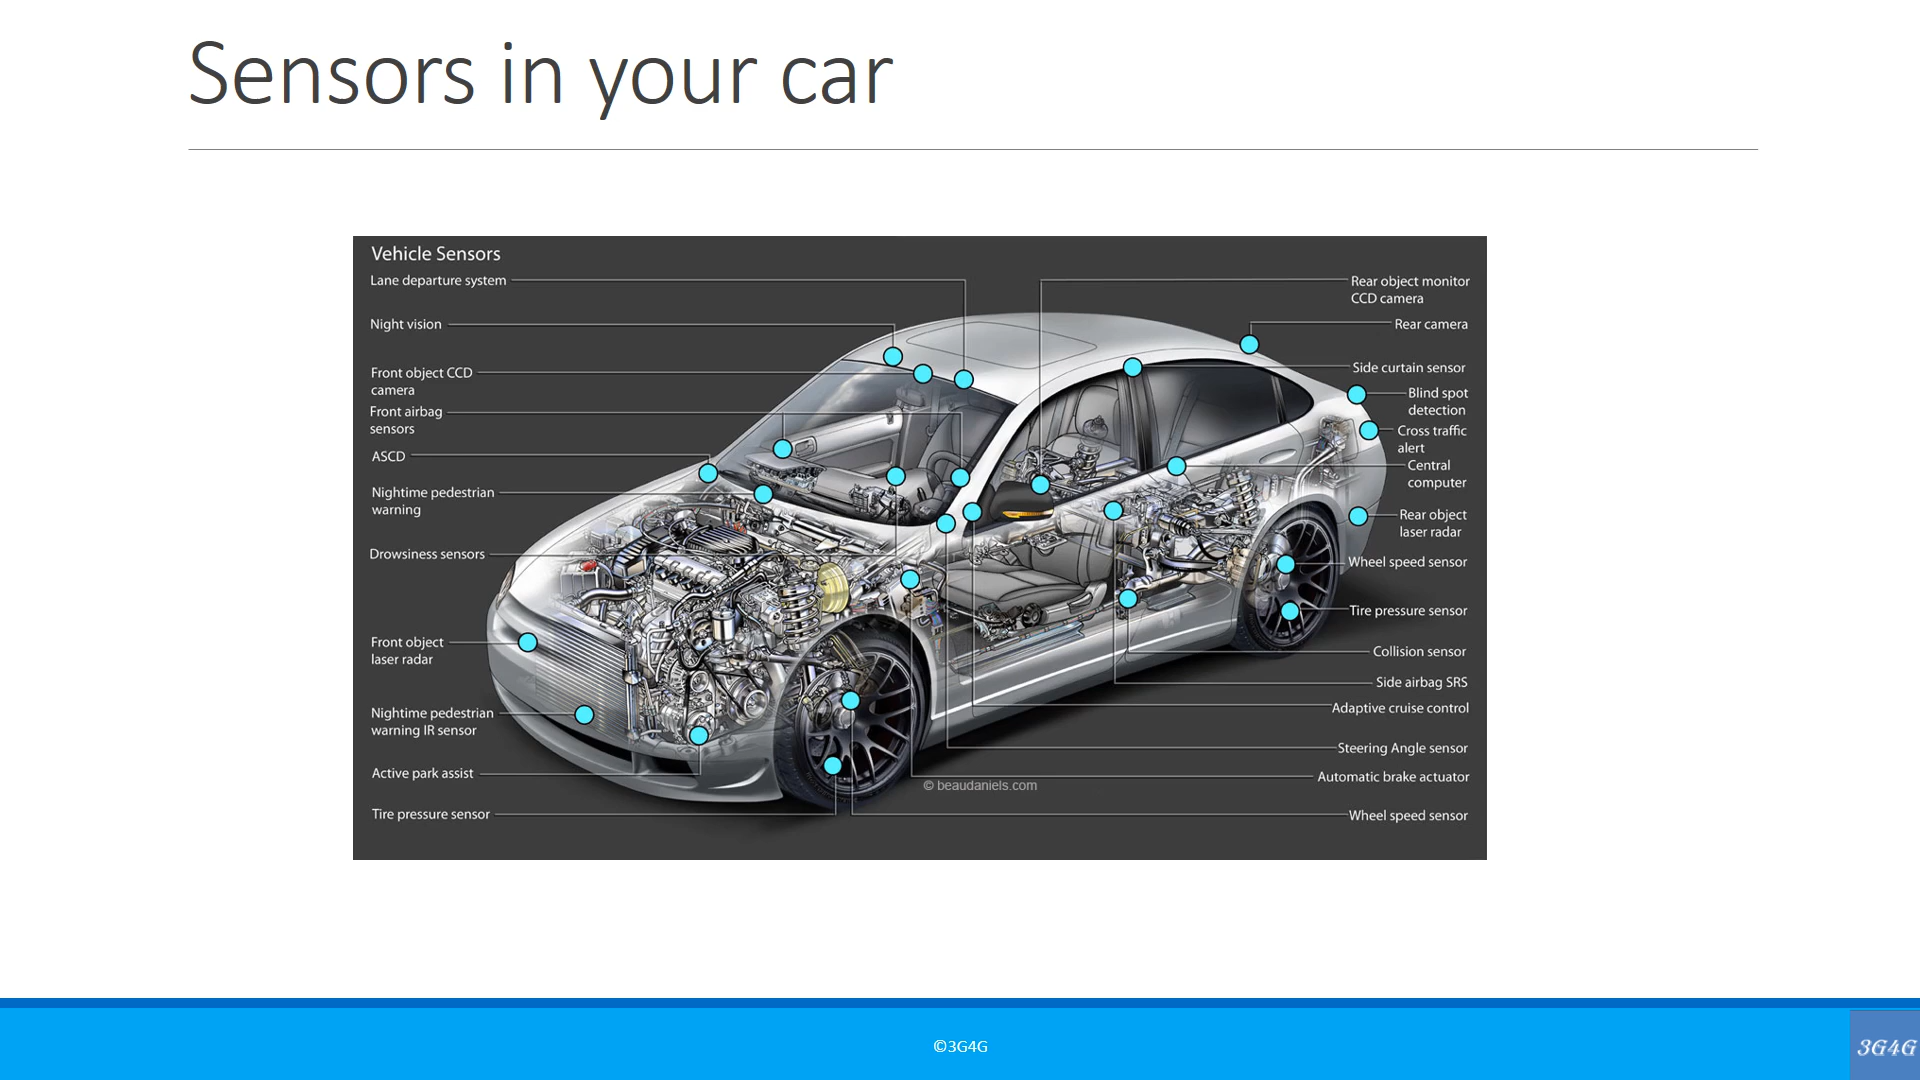 Sensors in your car
Vehicle Sensors
Lane departure system
Night vision
Front object CCD
camera
Front airbag
sensors
ASCD
Nightime pedestrian
warning
Drowsiness sensors
Front object
laser radar
Nightime pedestrian
warning IR sensor
Active park assist
Tire pressure sensor
Rear object monitor
CCD camera
Rear camera
Side curtain sensor
Blind spot
detection
Cross traffic
alert
Central
computer
Rear object
laser radar
Wheel speed sensor
Tire pressure sensor
Collision sensor
Side airbag SRS
Adaptive cruise control
Steering Angle sensor
Automatic brake actuator
Wheel speed sensor
© beaudaniels.com
©3G4G
3G4G